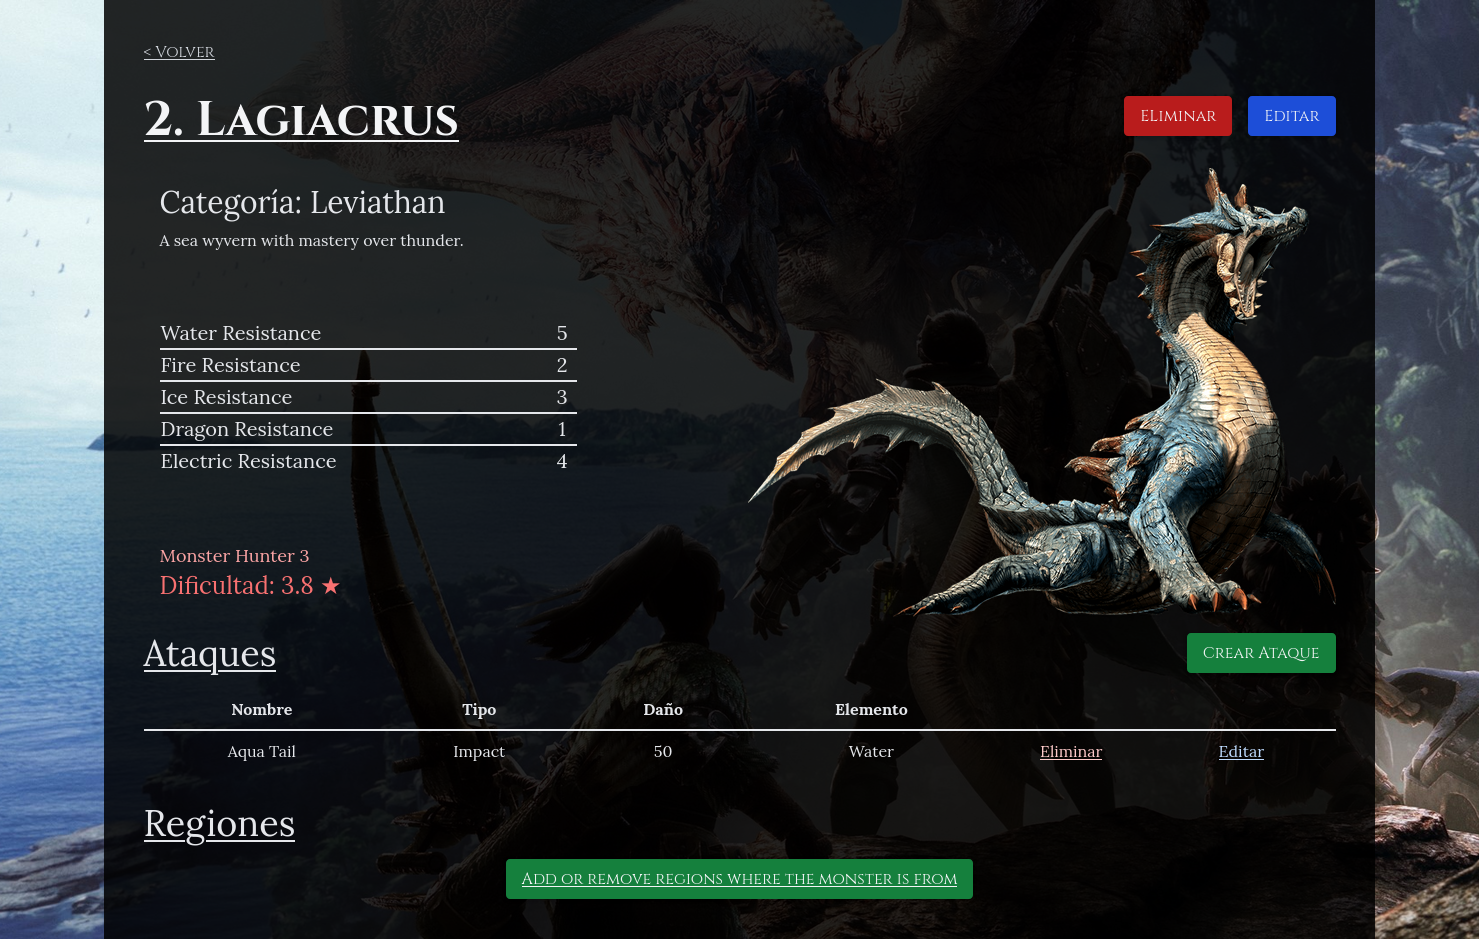 < Volver
2. Lagiacrus
Eliminar
Editar
Categoría: Leviathan
A sea wyvern with mastery over thunder.
Water Resistance 5
Fire Resistance 2
Ice Resistance 3
Dragon Resistance 1
Electric Resistance 4
Monster Hunter 3
Dificultad: 3.8 ★
Ataques
Crear Ataque
Nombre Tipo Daño Elemento
Aqua Tail Impact 50 Water Eliminar Editar
Regiones
Add or remove regions where the monster is from